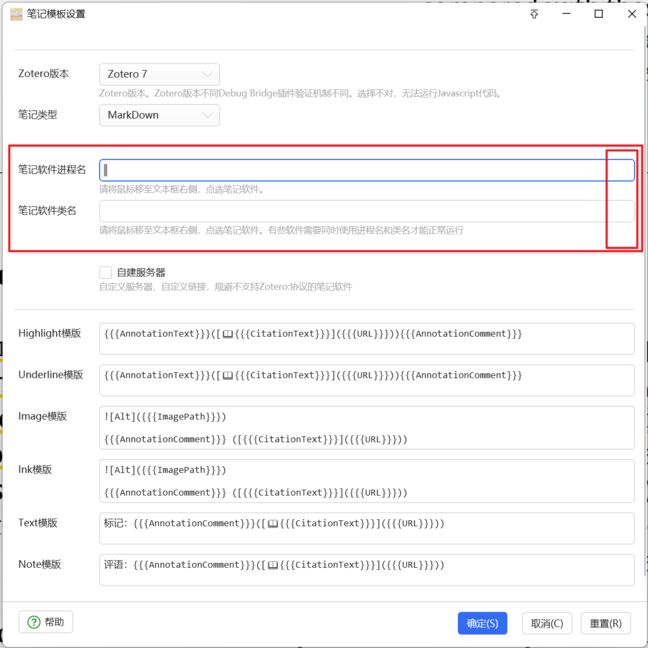 笔记模板设置
Zotero版本
Zotero 7
Zotero版本。Zotero版本不同Debug Bridge插件验证机制不同。选择不对，无法运行Javascript代码。
笔记类型
MarkDown
笔记软件进程名
请将鼠标移至文本框右侧，点选笔记软件。
笔记软件类名
请将鼠标移至文本框右侧，点选笔记软件。有些软件需要同时使用进程名和类名才能正常运行
自建服务器
自定义服务器，自定义链接，规避不支持Zotero:协议的笔记软件
Highlight模版
{{{AnnotationText}}}([📖{{{CitationText}}}]({{{URL}}})){{{AnnotationComment}}}
Underline模版
{{{AnnotationText}}}([📖{{{CitationText}}}]({{{URL}}})){{{AnnotationComment}}}
Image模版
![Alt]({{{ImagePath}}})
{{{AnnotationComment}}} ([{{{CitationText}}}]({{{URL}}}))
Ink模版
![Alt]({{{ImagePath}}})
{{{AnnotationComment}}} ([{{{CitationText}}}]({{{URL}}}))
Text模版
标记: {{{AnnotationComment}}}([📖{{{CitationText}}}]({{{URL}}}))
Note模版
评语: {{{AnnotationComment}}}([📖{{{CitationText}}}]({{{URL}}}))
帮助
确定(S)
取消(C)
重置(R)